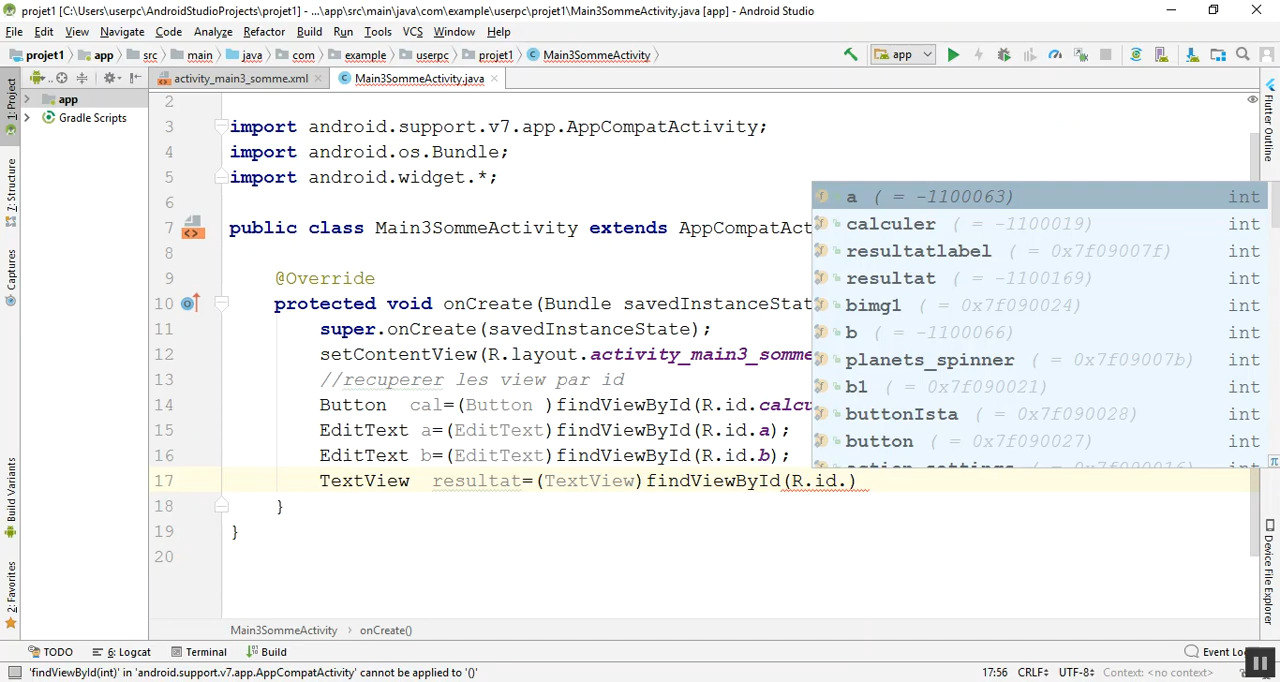 projet1 [C:\Users\userpc\AndroidStudioProjects\projet1] - ...\app\src\main\java\com\example\userpc\projet1\Main3SommeActivity.java [app] - Android Studio
File Edit View Navigate Code Analyze Refactor Build Run Tools VCS Window Help
projet1 app src main java com example userpc projet1 Main3SommeActivity app
activity_main3_somme.xml Main3SommeActivity.java
1: Project
Z: Structure
Captures
Build Variants
2: Favorites
app
Gradle Scripts
2
3 import android.support.v7.app.AppCompatActivity;
4 import android.os.Bundle;
5 import android.widget.*;
6
7 public class Main3SommeActivity extends AppCompatAct
8
9 @Override
10 protected void onCreate(Bundle savedInstanceStat
11 super.onCreate(savedInstanceState);
12 setContentView(R.layout.activity_main3_somme
13 //recuperer les view par id
14 Button cal=(Button )findViewById(R.id.calcu
15 EditText a=(EditText)findViewById(R.id.a);
16 EditText b=(EditText)findViewById(R.id.b);
17 TextView resultat=(TextView)findViewById(R.id.)
18 }
19 }
20
a ( = -1100063) int
calculer ( = -1100019) int
resultatlabel ( = 0x7f09007f) int
resultat ( = -1100169) int
bimg1 ( = 0x7f090024) int
b ( = -1100066) int
planets_spinner ( = 0x7f09007b) int
b1 ( = 0x7f090021) int
buttonIsta ( = 0x7f090028) int
button ( = 0x7f090027) int
action_settings ( = 0x7f090016) int
Flutter Outline
Device File Explorer
Main3SommeActivity onCreate()
TODO 6: Logcat Terminal Build Event Lo
'findViewById(int)' in 'android.support.v7.app.AppCompatActivity' cannot be applied to '()' 17:56 CRLF UTF-8 Context: <no context>